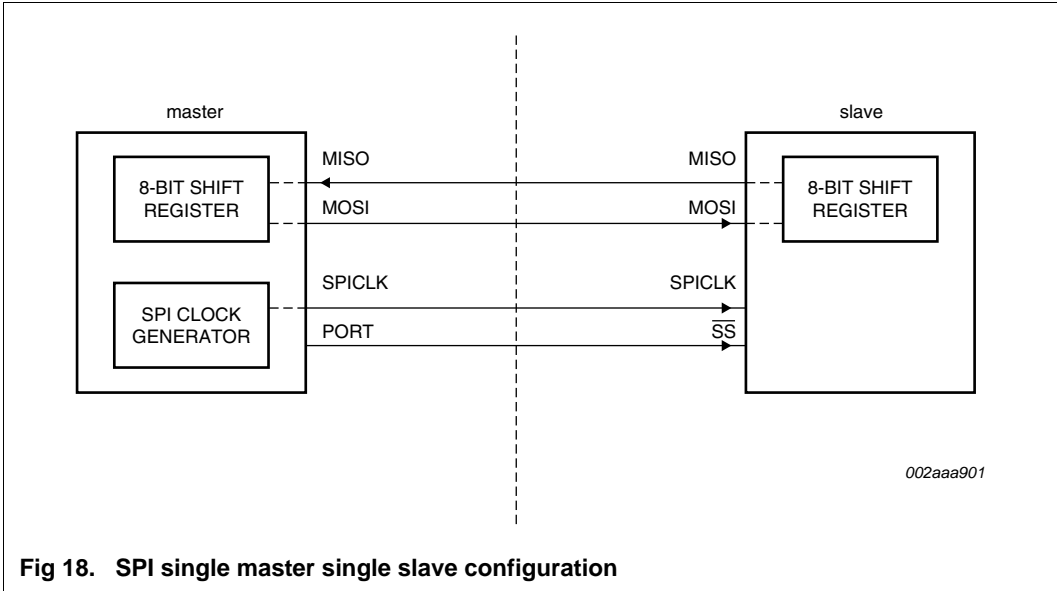 master
slave
MISO
MISO
8-BIT SHIFT
REGISTER
8-BIT SHIFT
REGISTER
MOSI
MOSI
SPICLK
SPICLK
SPI CLOCK
GENERATOR
PORT
S̅S̅
002aaa901
Fig 18. SPI single master single slave configuration